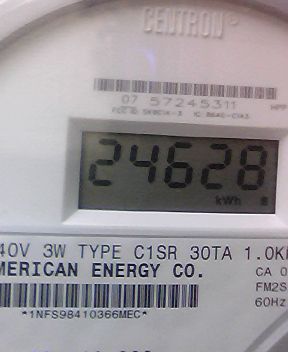 CENTRON®
07 57245311
24628
kWh
40V 3W TYPE C1SR 30TA 1.0K
MERICAN ENERGY CO.
CA 0
FM2S
60Hz
*1NFS98410366MEC*